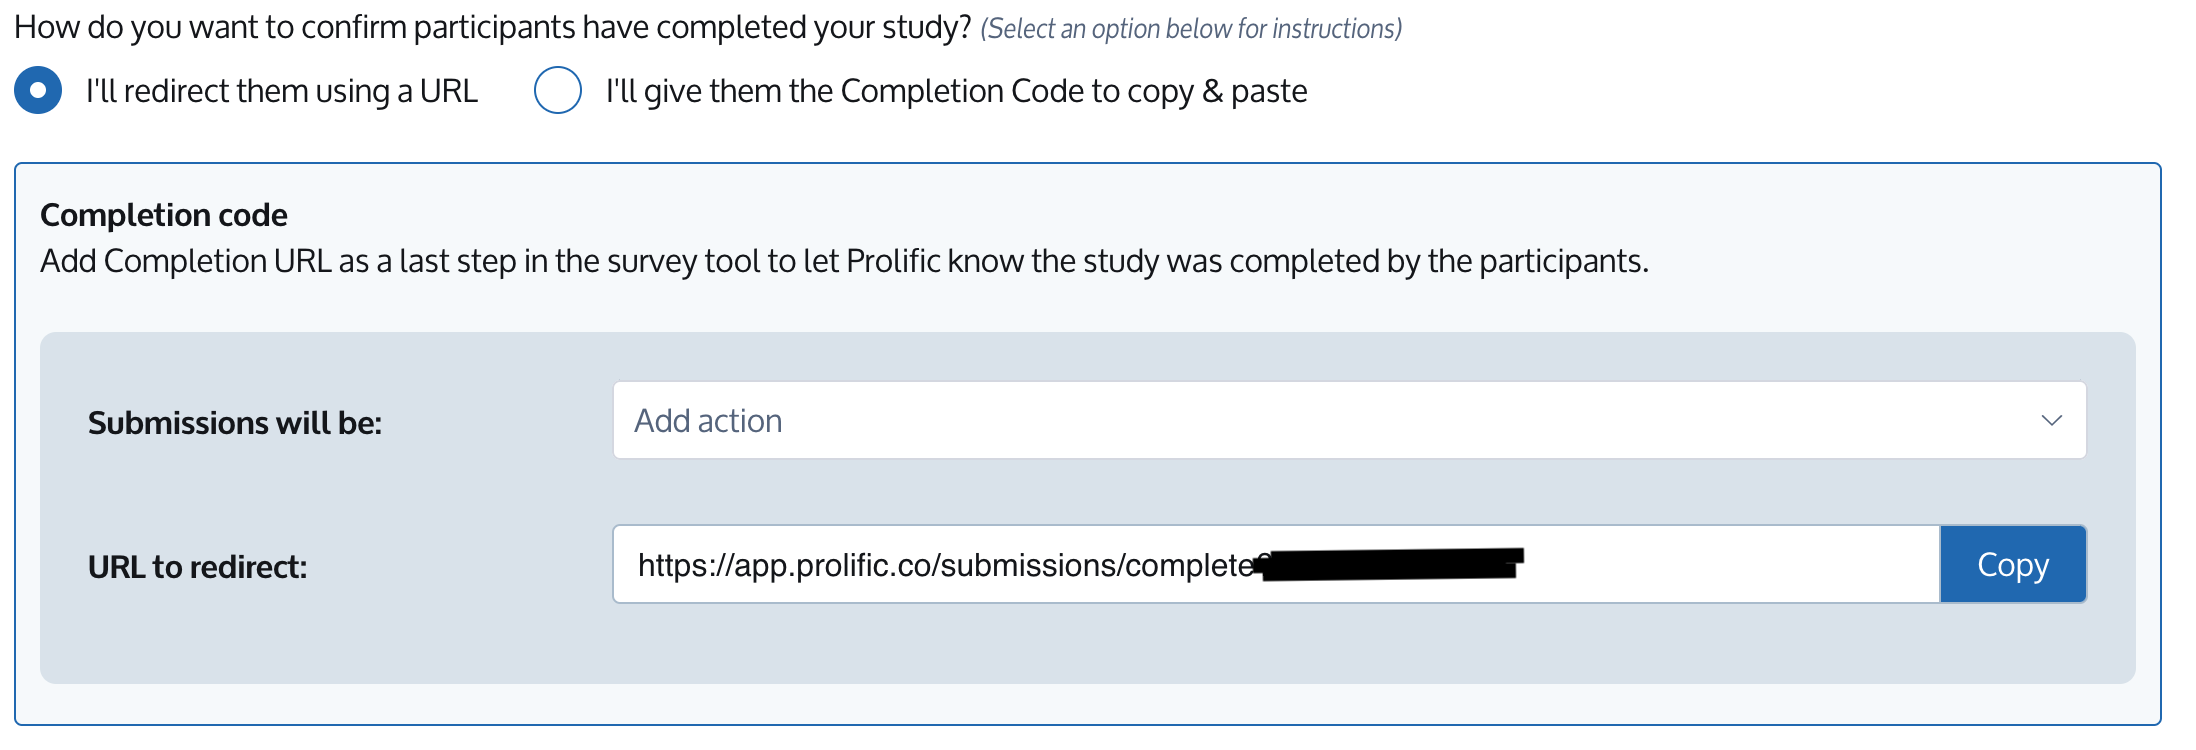 How do you want to confirm participants have completed your study? (Select an option below for instructions)
I'll redirect them using a URL I'll give them the Completion Code to copy & paste
Completion code
Add Completion URL as a last step in the survey tool to let Prolific know the study was completed by the participants.
Submissions will be: Add action
URL to redirect: https://app.prolific.co/submissions/complete Copy